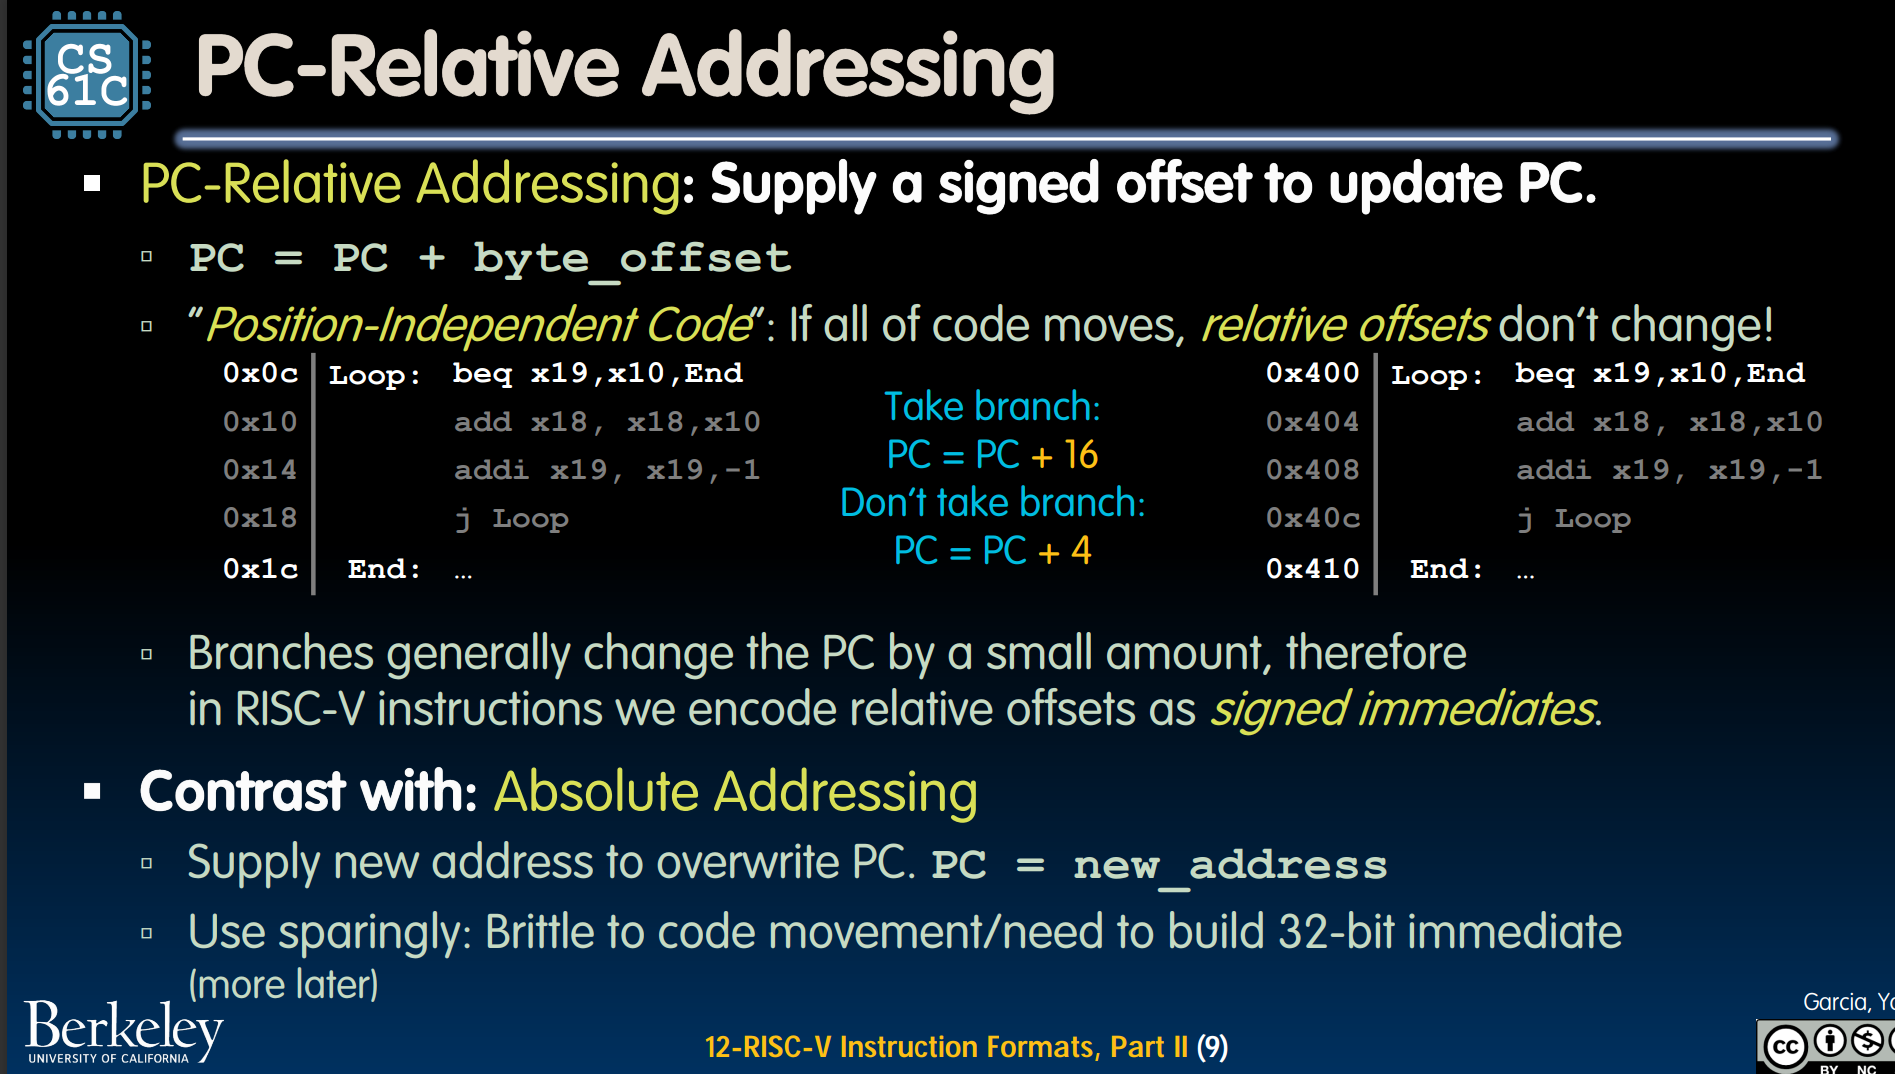 CS
61C
PC-Relative Addressing
PC-Relative Addressing: Supply a signed offset to update PC.
PC = PC + byte_offset
“Position-Independent Code”: If all of code moves, relative offsets don’t change!
0x0c Loop: beq x19,x10,End
0x10 add x18, x18,x10
0x14 addi x19, x19,-1
0x18 j Loop
0x1c End: …
Take branch:
PC = PC + 16
Don’t take branch:
PC = PC + 4
0x400 Loop: beq x19,x10,End
0x404 add x18, x18,x10
0x408 addi x19, x19,-1
0x40c j Loop
0x410 End: …
Branches generally change the PC by a small amount, therefore
in RISC-V instructions we encode relative offsets as signed immediates.
Contrast with: Absolute Addressing
Supply new address to overwrite PC. PC = new_address
Use sparingly: Brittle to code movement/need to build 32-bit immediate
(more later)
Berkeley
UNIVERSITY OF CALIFORNIA
12-RISC-V Instruction Formats, Part II (9)
Garcia,
cc
BY NC